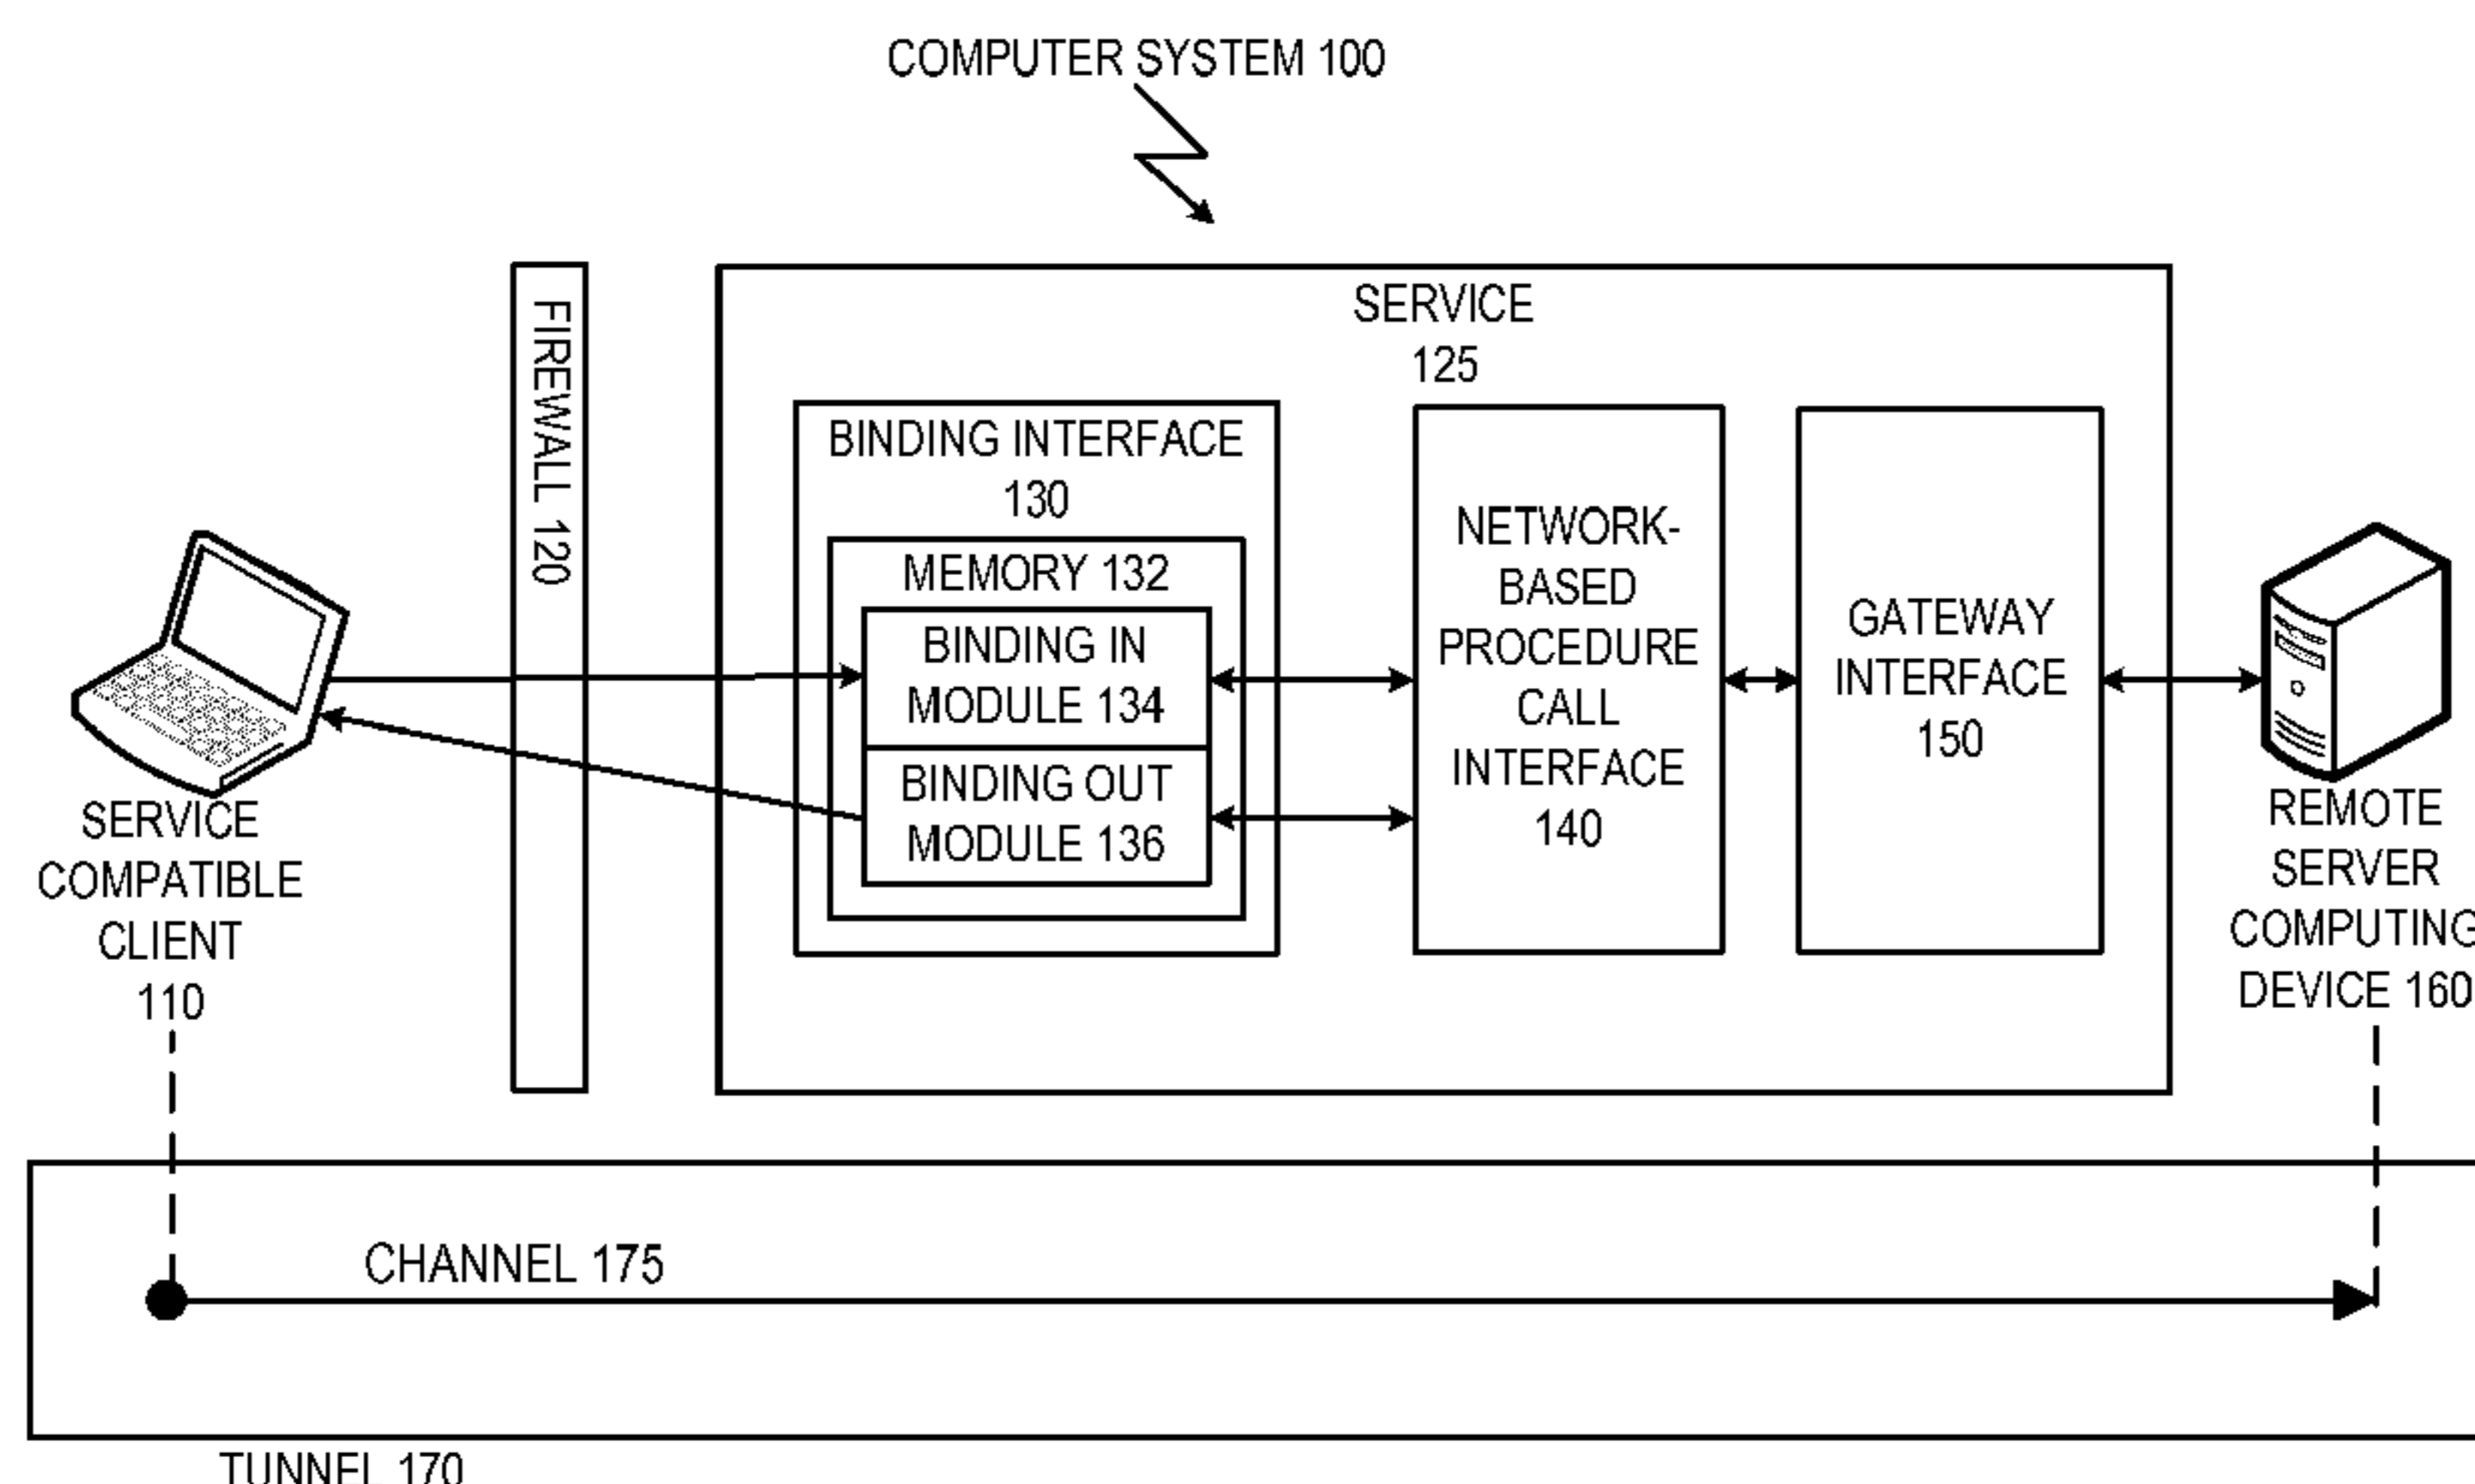 COMPUTER SYSTEM 100
FIREWALL 120
SERVICE
125
BINDING INTERFACE
130
MEMORY 132
BINDING IN
MODULE 134
BINDING OUT
MODULE 136
NETWORK-
BASED
PROCEDURE
CALL
INTERFACE
140
GATEWAY
INTERFACE
150
SERVICE
COMPATIBLE
CLIENT
110
REMOTE
SERVER
COMPUTING
DEVICE 160
CHANNEL 175
TUNNEL 170